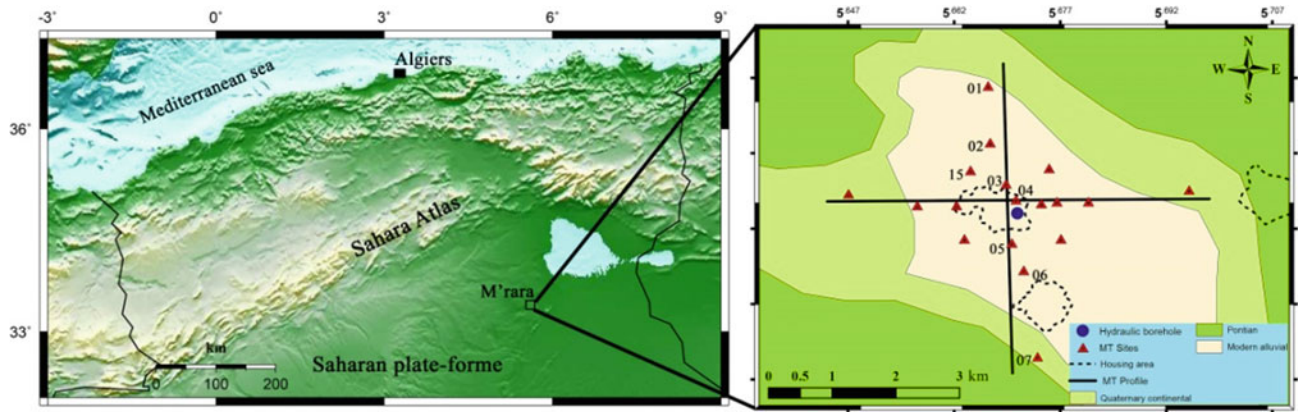 -3° 0° 3° 6° 9°
Algiers
Mediterranean sea
36°
Sahara Atlas
M'rara
33°
km
0 100 200
Saharan plate-forme
5.647 5.662 5.677 5.692 5.707
N
W E
S
01
02
15
03
04
05
06
07
Hydraulic borehole
MT Sites
Housing area
MT Profile
Quaternary continental
Pontian
Modern alluvial
0 0.5 1 2 3 km